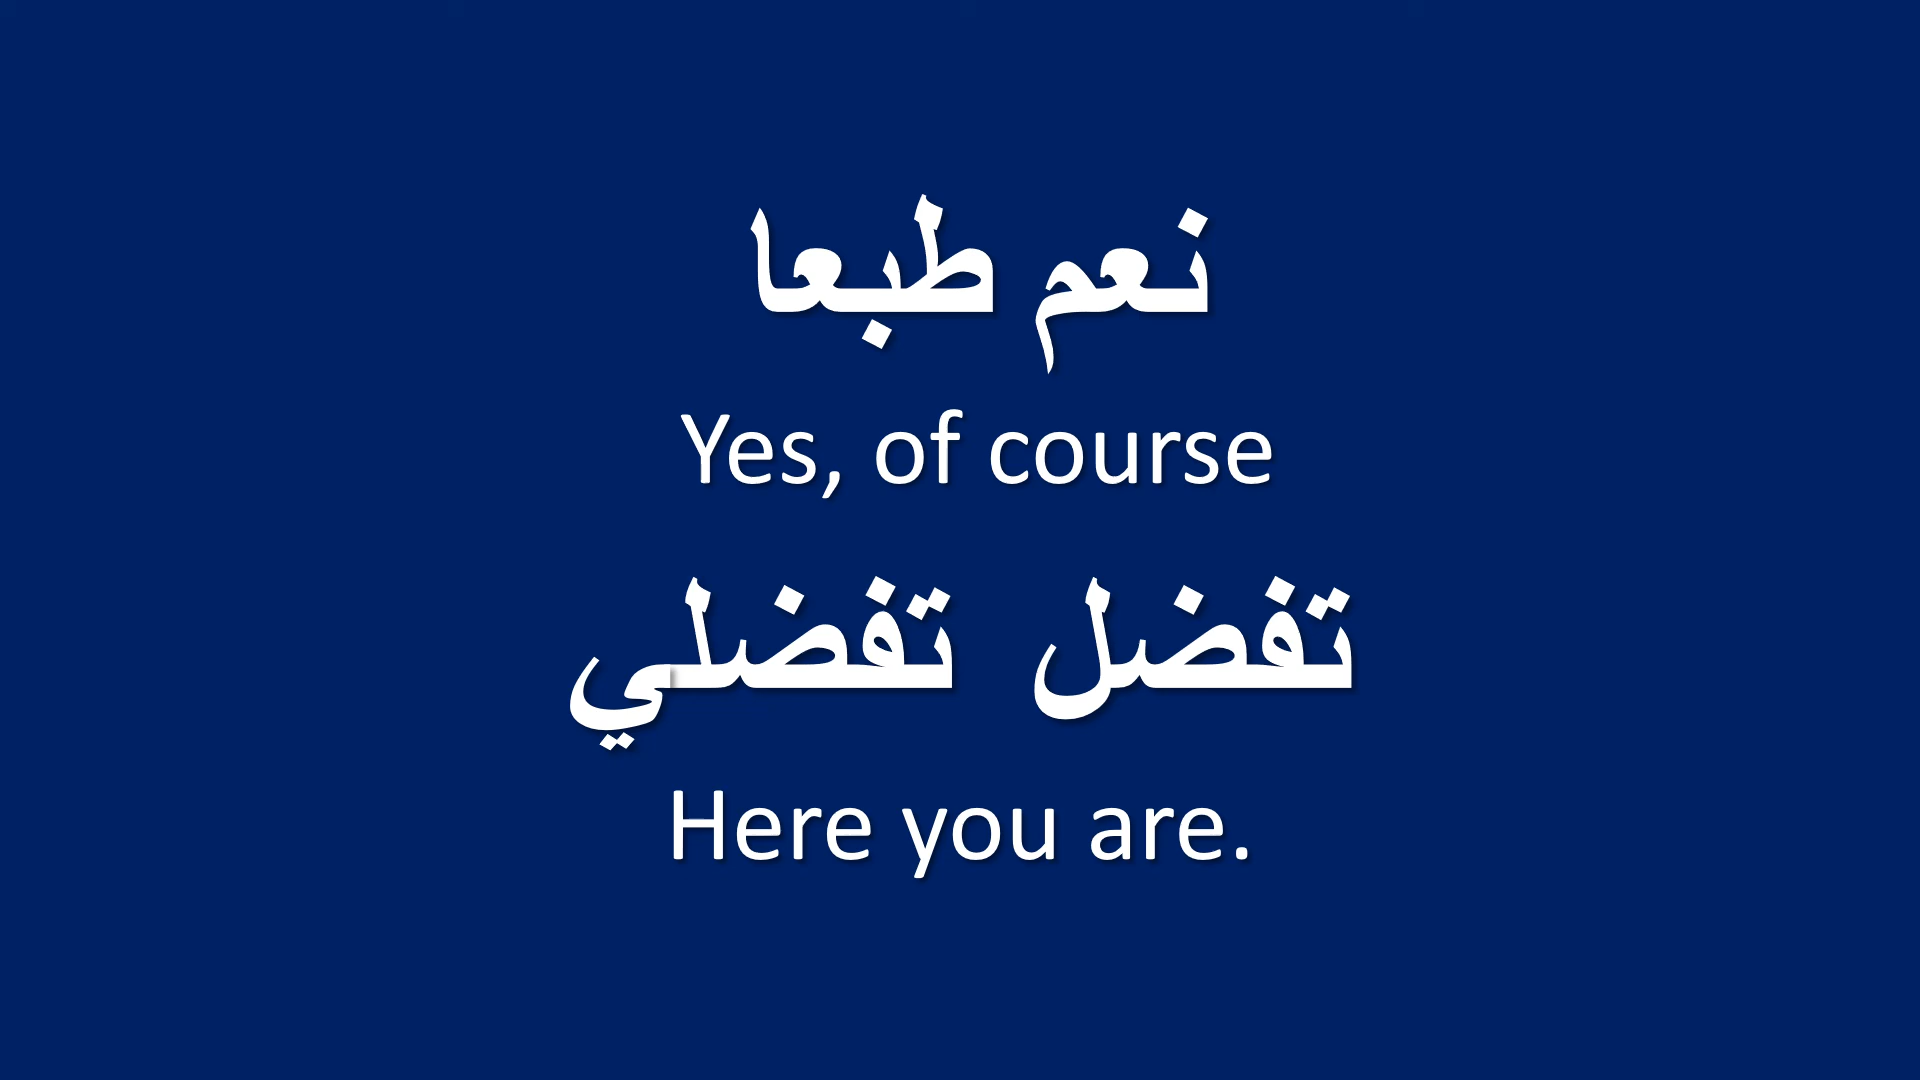 نعم طبعا
Yes, of course
تفضل تفضلي
Here you are.